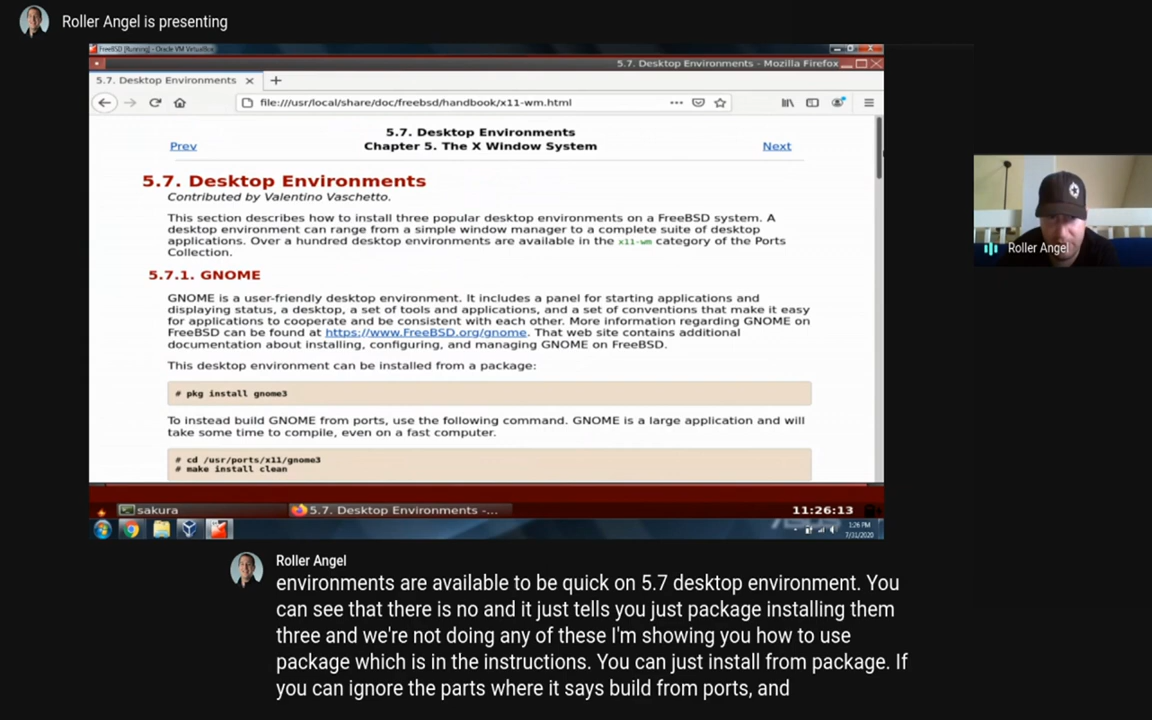 Roller Angel is presenting
FreeBSD [Running] - Oracle VM VirtualBox
5.7. Desktop Environments - Mozilla Firefox
5.7. Desktop Environments
file:///usr/local/share/doc/freebsd/handbook/x11-wm.html
5.7. Desktop Environments
Prev Chapter 5. The X Window System Next
5.7. Desktop Environments
Contributed by Valentino Vaschetto.
This section describes how to install three popular desktop environments on a FreeBSD system. A
desktop environment can range from a simple window manager to a complete suite of desktop
applications. Over a hundred desktop environments are available in the x11-wm category of the Ports
Collection.
5.7.1. GNOME
GNOME is a user-friendly desktop environment. It includes a panel for starting applications and
displaying status, a desktop, a set of tools and applications, and a set of conventions that make it easy
for applications to cooperate and be consistent with each other. More information regarding GNOME on
FreeBSD can be found at https://www.FreeBSD.org/gnome. That web site contains additional
documentation about installing, configuring, and managing GNOME on FreeBSD.
This desktop environment can be installed from a package:
# pkg install gnome3
To instead build GNOME from ports, use the following command. GNOME is a large application and will
take some time to compile, even on a fast computer.
# cd /usr/ports/x11/gnome3
# make install clean
sakura 5.7. Desktop Environments -... 11:26:13
1:26 PM
7/31/2020
Roller Angel
Roller Angel
environments are available to be quick on 5.7 desktop environment. You
can see that there is no and it just tells you just package installing them
three and we're not doing any of these I'm showing you how to use
package which is in the instructions. You can just install from package. If
you can ignore the parts where it says build from ports, and